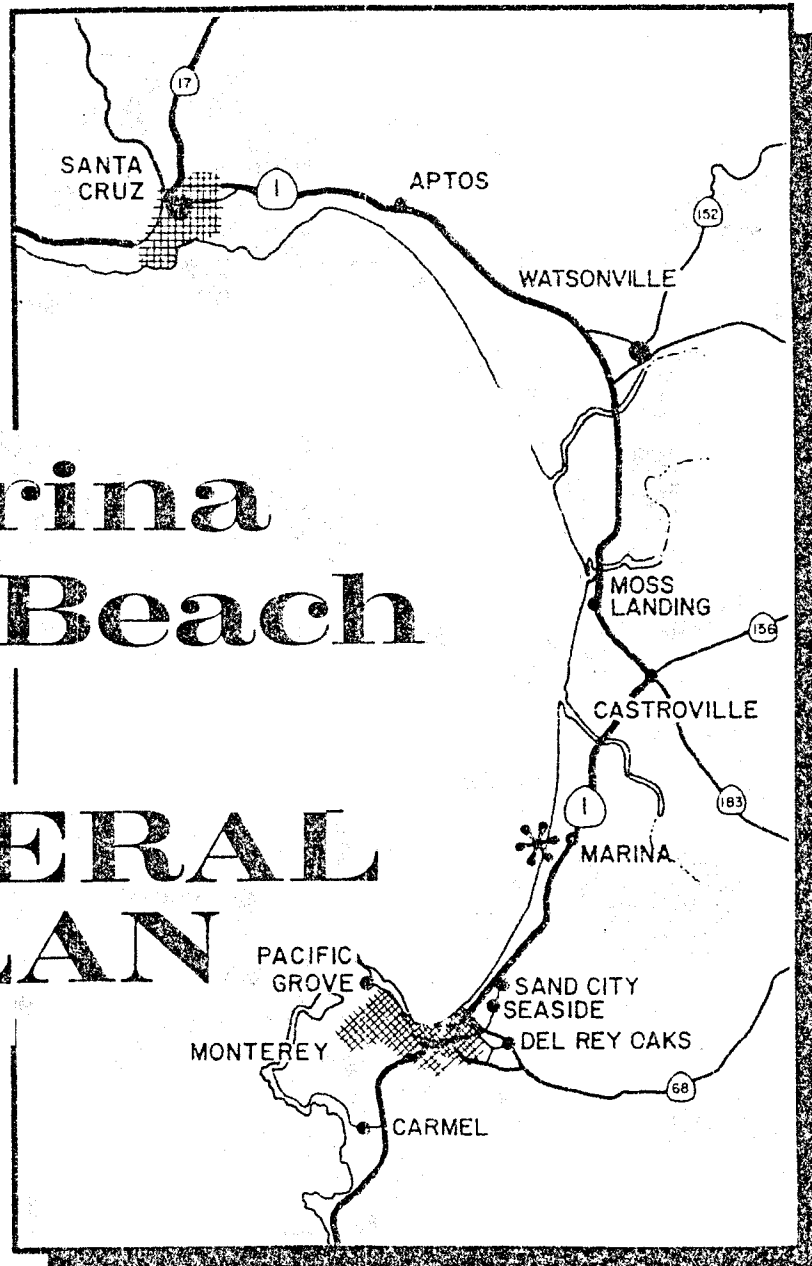 17
SANTA
CRUZ
1
APTOS
152
WATSONVILLE
rina
Beach
MOSS
LANDING
156
CASTROVILLE
183
1
MARINA
ERAL
LAN
PACIFIC
GROVE
SAND CITY
SEASIDE
DEL REY OAKS
MONTEREY
68
CARMEL